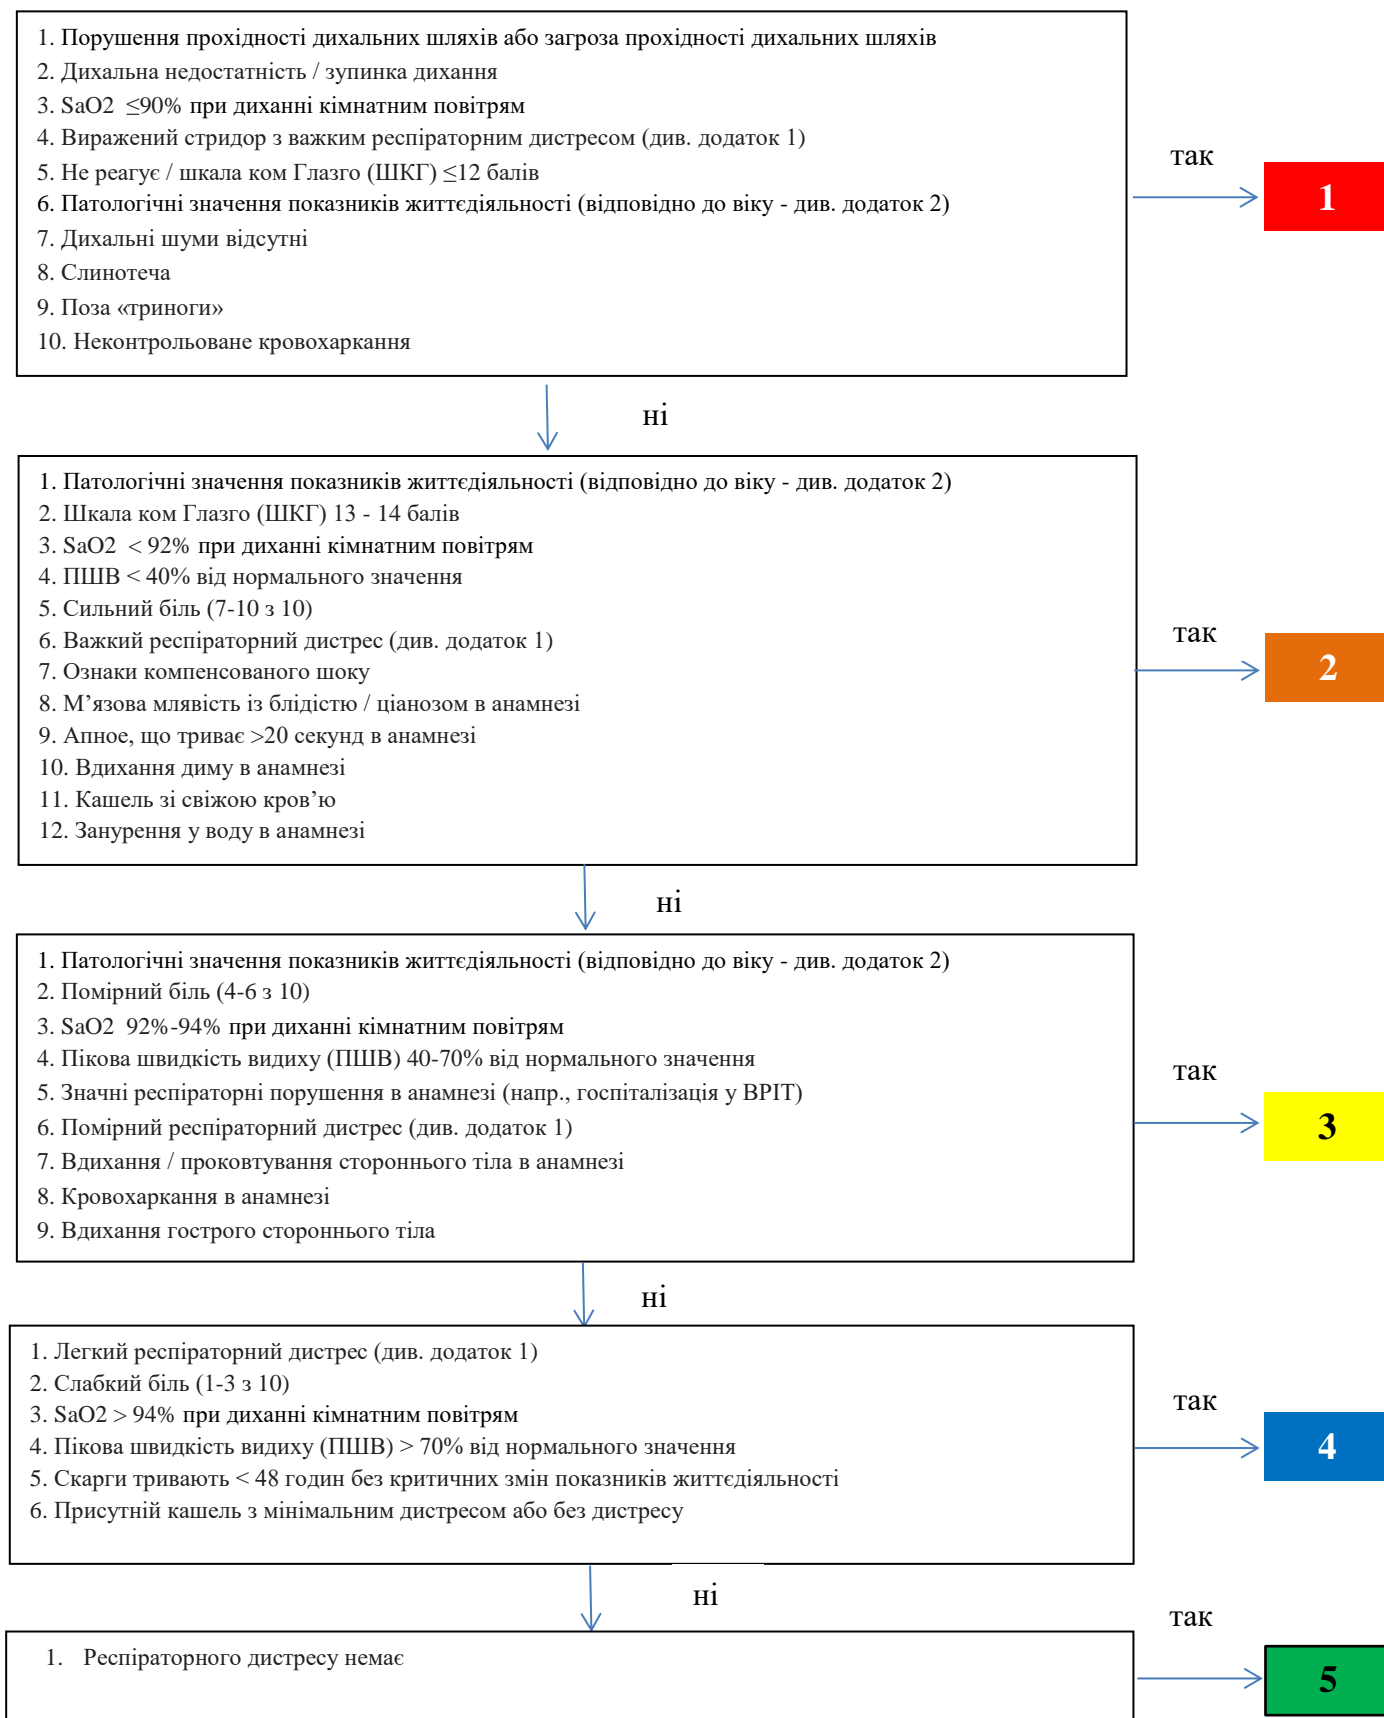 1. Порушення прохідності дихальних шляхів або загроза прохідності дихальних шляхів
2. Дихальна недостатність / зупинка дихання
3. SaO2 ≤90% при диханні кімнатним повітрям
4. Виражений стридор з важким респіраторним дистресом (див. додаток 1)
5. Не реагує / шкала ком Глазго (ШКГ) ≤12 балів
6. Патологічні значення показників життєдіяльності (відповідно до віку - див. додаток 2)
7. Дихальні шуми відсутні
8. Слинотеча
9. Поза «триноги»
10. Неконтрольоване кровохаркання
так
1
ні
1. Патологічні значення показників життєдіяльності (відповідно до віку - див. додаток 2)
2. Шкала ком Глазго (ШКГ) 13 - 14 балів
3. SaO2 < 92% при диханні кімнатним повітрям
4. ПШВ < 40% від нормального значення
5. Сильний біль (7-10 з 10)
6. Важкий респіраторний дистрес (див. додаток 1)
7. Ознаки компенсованого шоку
8. М’язова млявість із блідістю / ціанозом в анамнезі
9. Апное, що триває >20 секунд в анамнезі
10. Вдихання диму в анамнезі
11. Кашель зі свіжою кров’ю
12. Занурення у воду в анамнезі
так
2
ні
1. Патологічні значення показників життєдіяльності (відповідно до віку - див. додаток 2)
2. Помірний біль (4-6 з 10)
3. SaO2 92%-94% при диханні кімнатним повітрям
4. Пікова швидкість видиху (ПШВ) 40-70% від нормального значення
5. Значні респіраторні порушення в анамнезі (напр., госпіталізація у ВРІТ)
6. Помірний респіраторний дистрес (див. додаток 1)
7. Вдихання / проковтування стороннього тіла в анамнезі
8. Кровохаркання в анамнезі
9. Вдихання гострого стороннього тіла
так
3
ні
1. Легкий респіраторний дистрес (див. додаток 1)
2. Слабкий біль (1-3 з 10)
3. SaO2 > 94% при диханні кімнатним повітрям
4. Пікова швидкість видиху (ПШВ) > 70% від нормального значення
5. Скарги тривають < 48 годин без критичних змін показників життєдіяльності
6. Присутній кашель з мінімальним дистресом або без дистресу
так
4
ні
1. Респіраторного дистресу немає
так
5